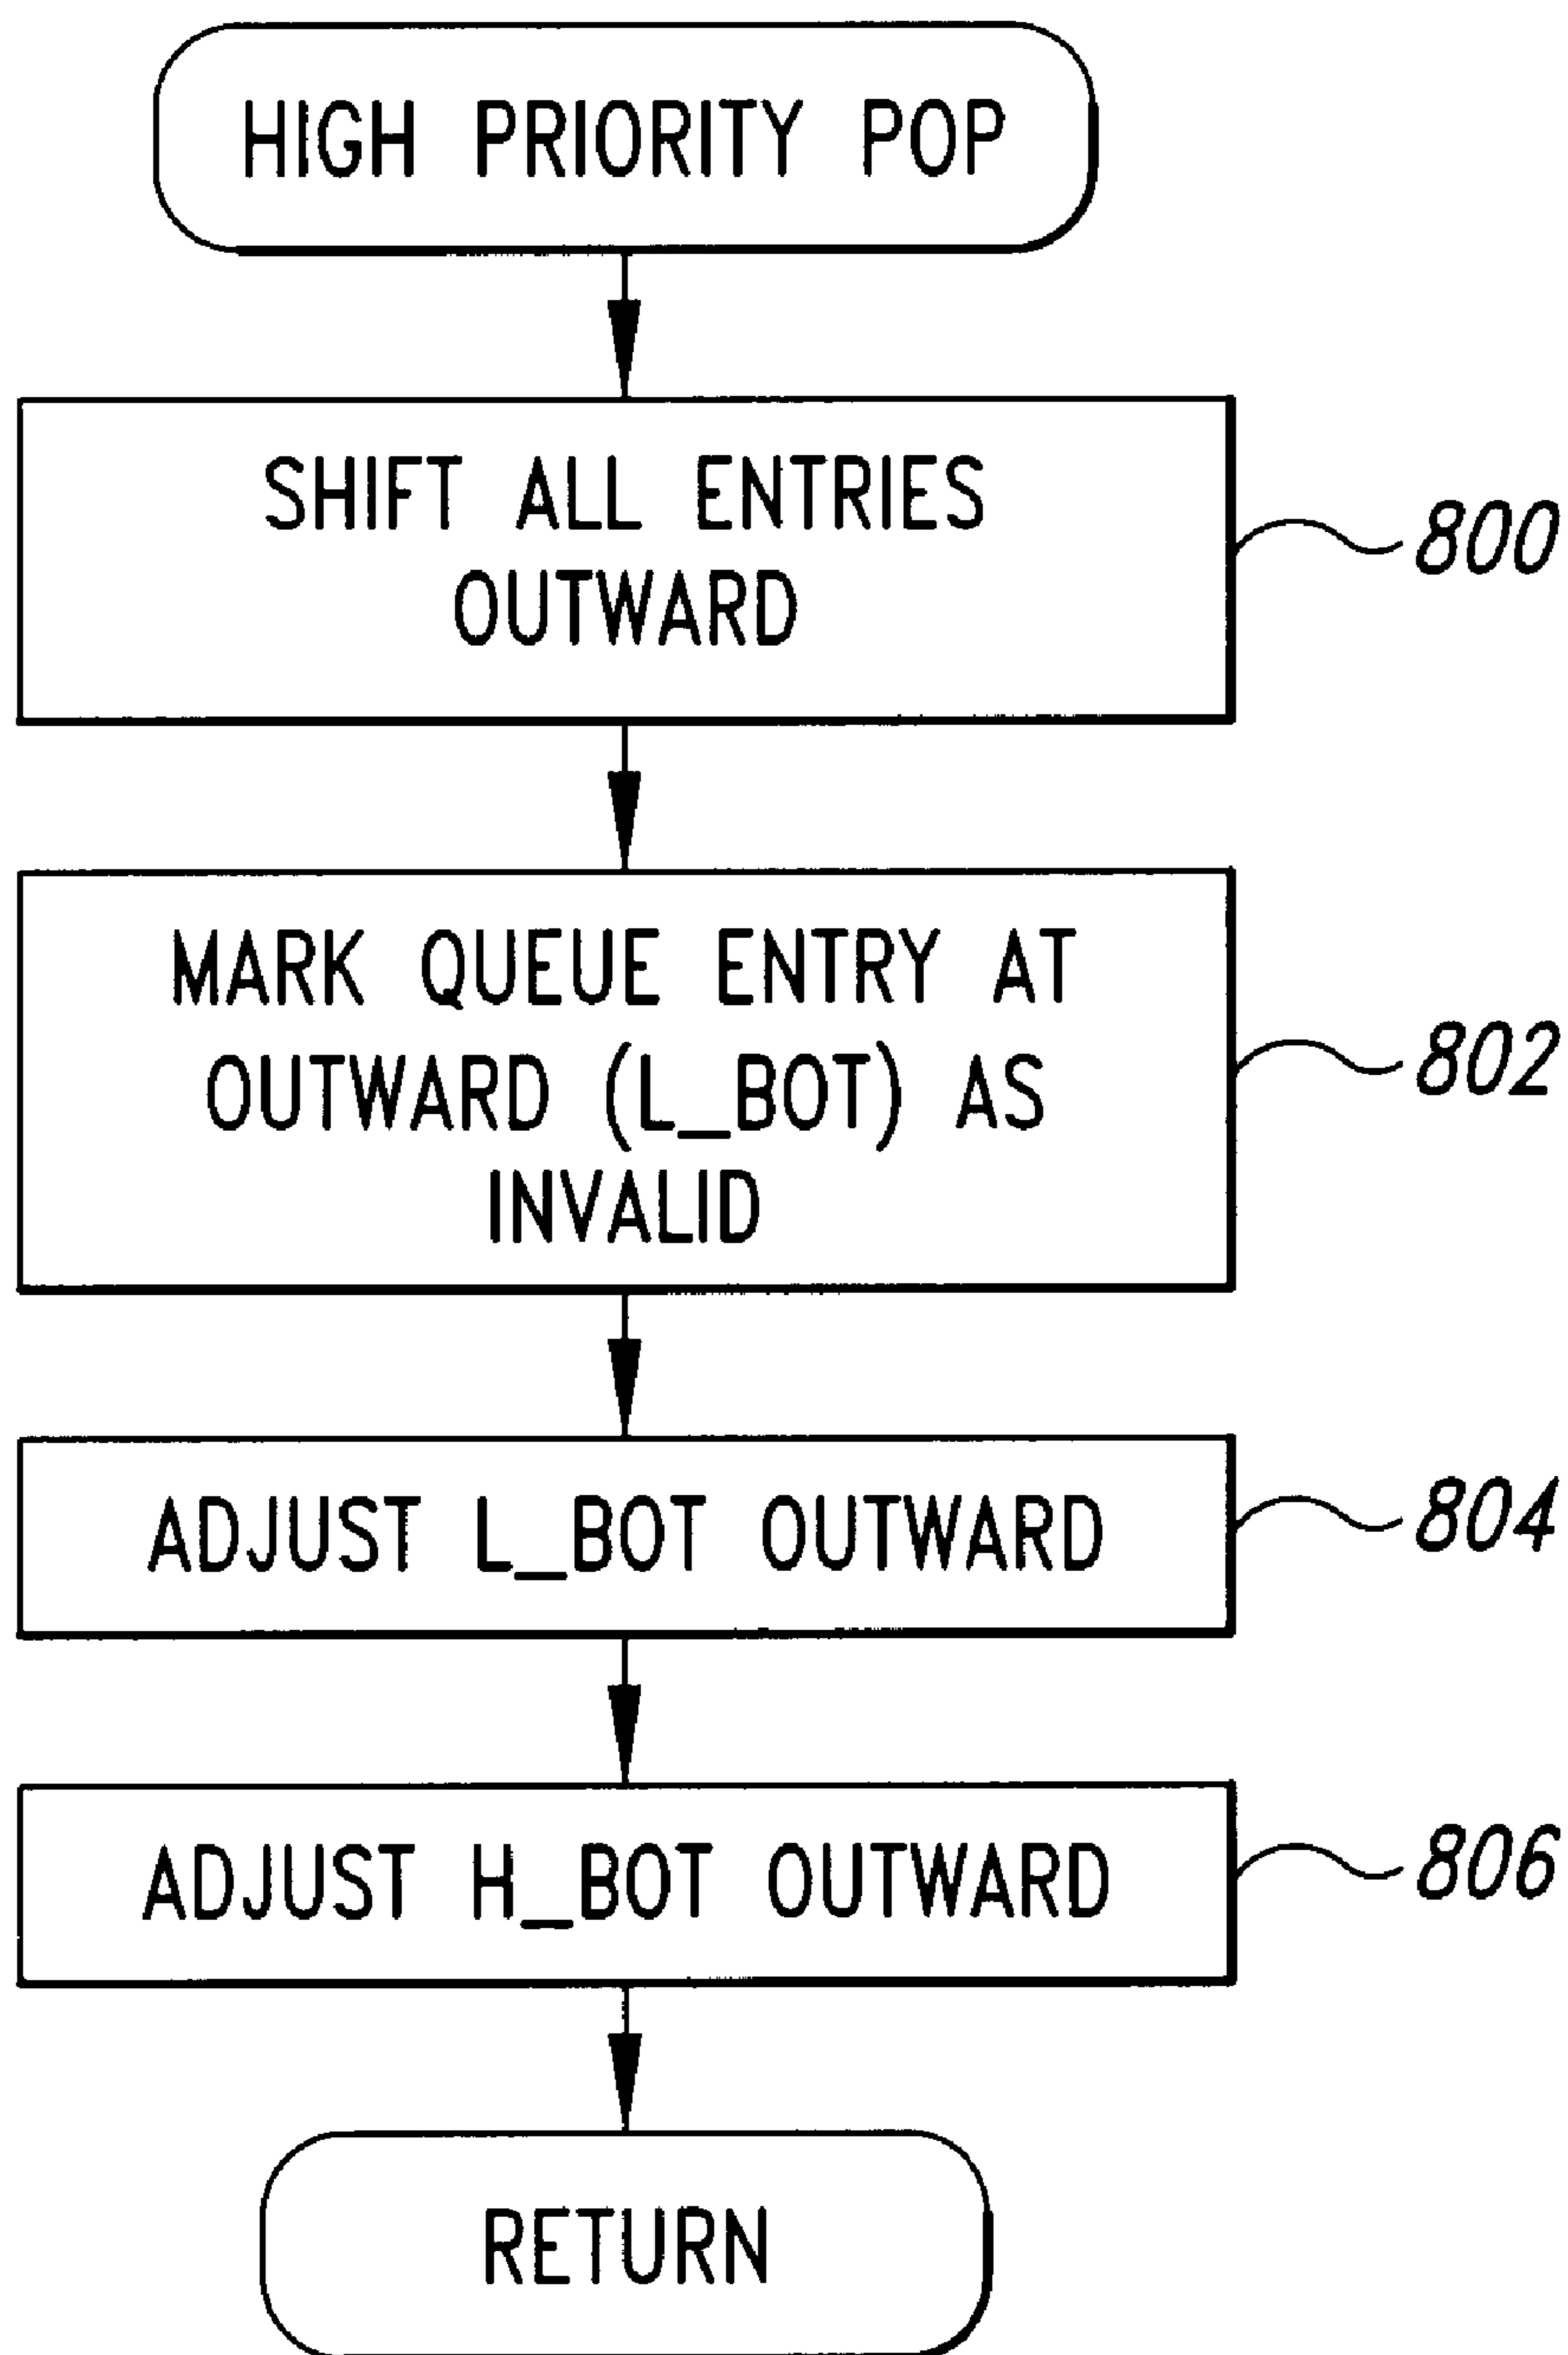 HIGH PRIORITY POP
SHIFT ALL ENTRIES
OUTWARD
800
MARK QUEUE ENTRY AT
OUTWARD (L_BOT) AS
INVALID
802
ADJUST L_BOT OUTWARD
804
ADJUST H_BOT OUTWARD
806
RETURN